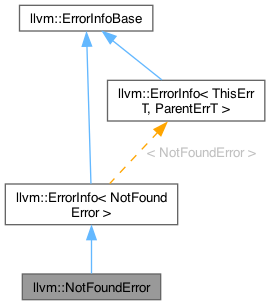 llvm::ErrorInfoBase
llvm::ErrorInfo< ThisErr
T, ParentErrT >
< NotFoundError >
llvm::ErrorInfo< NotFound
Error >
llvm::NotFoundError